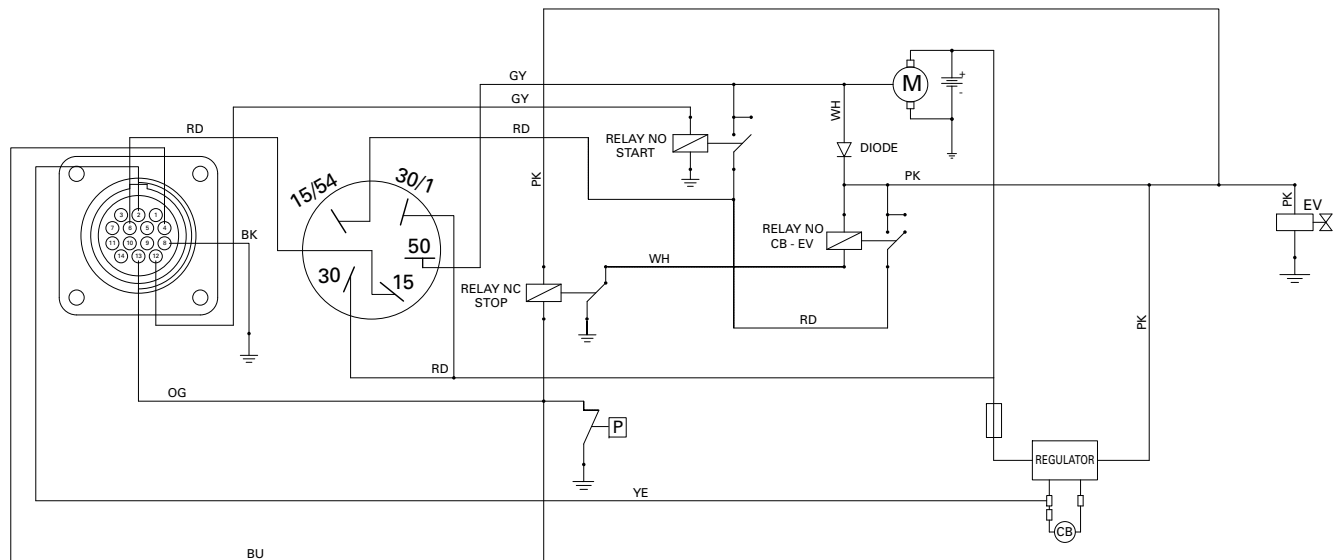 GY
GY
RD
RD
RELAY NO
START
M
+
-
WH
DIODE
15/54
30/1
PK
PK
PK
EV
3
2
1
7
6
5
4
11
10
9
8
14
13
12
BK
50
30
15
RELAY NO
CB - EV
WH
RELAY NC
STOP
RD
PK
RD
OG
P
REGULATOR
YE
CB
BU